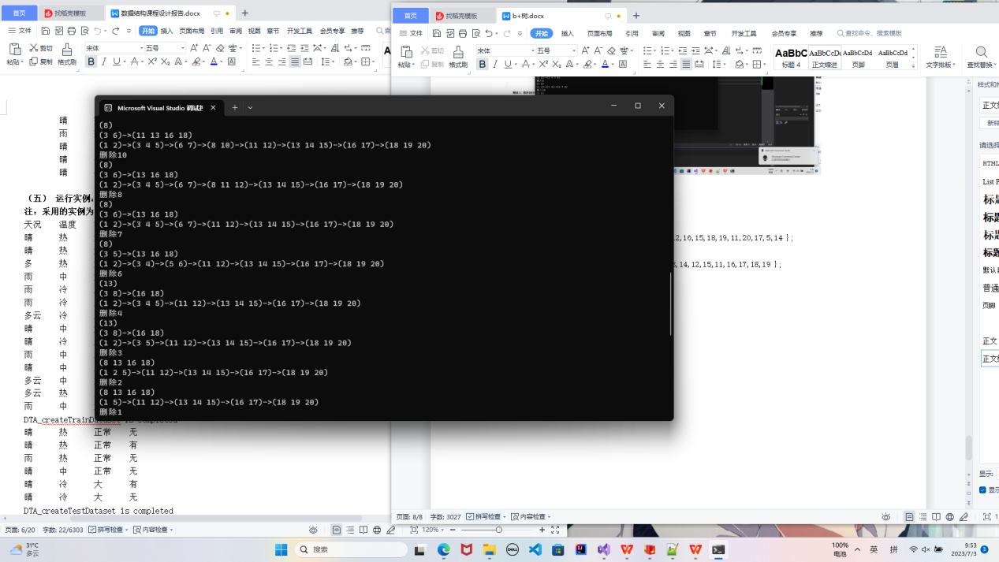 首页
找稻壳模板
数据结构课程设计报告.docx
文件
开始 插入 页面布局 引用 审阅 视图 章节 开发工具 会员专享 推荐
粘贴
剪切
复制
格式刷
宋体
五号
晴
雨
晴
晴
晴
（五） 运行实例：
注：采用的实例为
天况 温度
晴 热
晴 热
多 热
雨 中
雨 冷
雨 冷
多云 冷
晴 中
晴 冷
雨 中
晴 中
多云 中
多云 热
雨 中
DTA_createTrainDataset is completed
晴 热 正常 无
晴 热 正常 有
雨 热 正常 无
晴 中 正常 无
晴 冷 大 有
晴 冷 大 无
DTA_createTestDataset is completed
页面: 6/20 字数: 22/6303 拼写检查 内容检查
Microsoft Visual Studio 调试
(8)
(3 6)->(11 13 16 18)
(1 2)->(3 4 5)->(6 7)->(8 10)->(11 12)->(13 14 15)->(16 17)->(18 19 20)
删除10
(8)
(3 6)->(13 16 18)
(1 2)->(3 4 5)->(6 7)->(8 11 12)->(13 14 15)->(16 17)->(18 19 20)
删除8
(8)
(3 6)->(13 16 18)
(1 2)->(3 4 5)->(6 7)->(11 12)->(13 14 15)->(16 17)->(18 19 20)
删除7
(8)
(3 5)->(13 16 18)
(1 2)->(3 4)->(5 6)->(11 12)->(13 14 15)->(16 17)->(18 19 20)
删除6
(13)
(3 8)->(16 18)
(1 2)->(3 4 5)->(11 12)->(13 14 15)->(16 17)->(18 19 20)
删除4
(13)
(3 8)->(16 18)
(1 2)->(3 5)->(11 12)->(13 14 15)->(16 17)->(18 19 20)
删除3
(8 13 16 18)
(1 2 5)->(11 12)->(13 14 15)->(16 17)->(18 19 20)
删除2
(8 13 16 18)
(1 5)->(11 12)->(13 14 15)->(16 17)->(18 19 20)
删除1
首页
找稻壳模板
b+树.docx
文件
开始 插入 页面布局 引用 审阅 视图 章节 开发工具 会员专享 推荐 查找命令、搜索模板
粘贴
剪切
复制
格式刷
宋体
五号
AaBbC AaBbCcDc AaBbCcDd AaBbCcDd
标题 4 正文缩进 页脚 页眉
文字排版
查找替换
2,16,15,18,19,11,20,17,5,14 };
,14,12,15,11,16,17,18,19 };
样式和
正文
新样
请选择
HTML
List P
标题
标题
标题
标题
默认
普通
页脚
正文
正文
显示:
显示
页面: 8/8 字数: 3027 拼写检查 内容检查
120%
31°C
多云
搜索
100%
电池
英 拼
9:53
2023/7/3